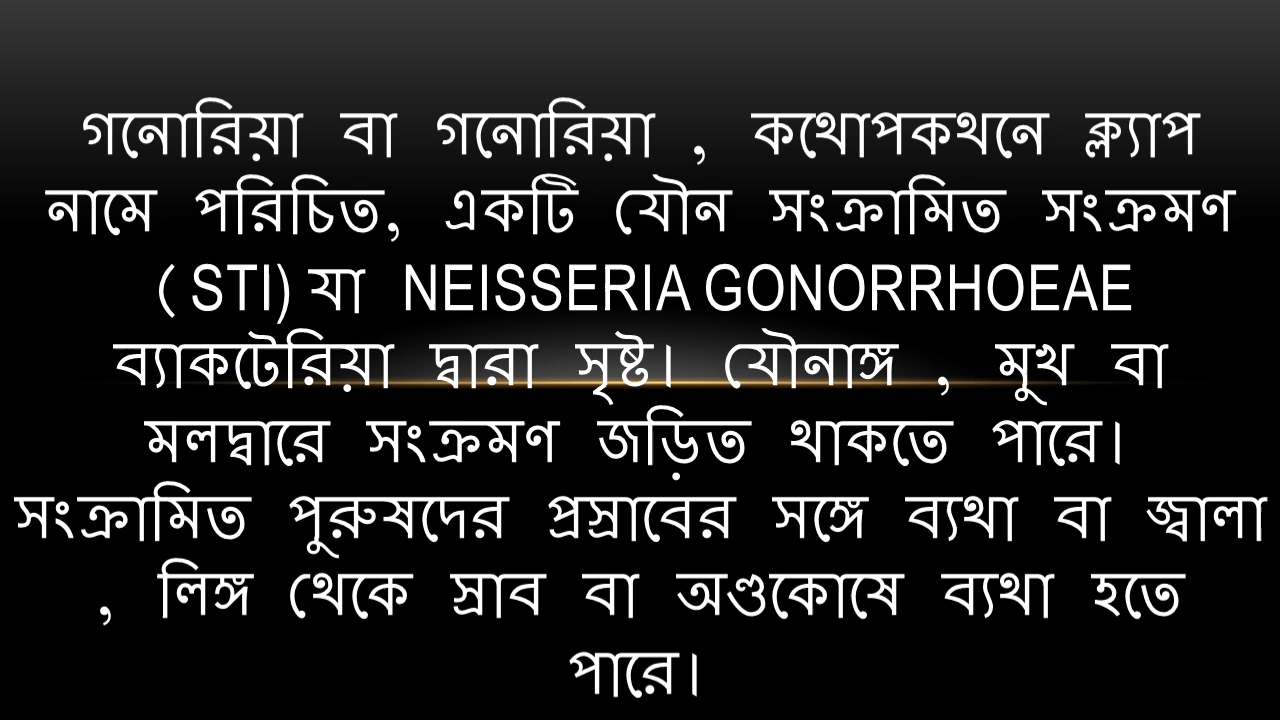 গনোরিয়া বা গনোরিয়া , কথোপকথনে ক্ল্যাপ
নামে পরিচিত, একটি যৌন সংক্রামিত সংক্রমণ
( STI) যা NEISSERIA GONORRHOEAE
ব্যাকটেরিয়া দ্বারা সৃষ্ট। যৌনাঙ্গ , মুখ বা
মলদ্বারে সংক্রমণ জড়িত থাকতে পারে।
সংক্রামিত পুরুষদের প্রস্রাবের সঙ্গে ব্যথা বা জ্বালা
, লিঙ্গ থেকে স্রাব বা অণ্ডকোষে ব্যথা হতে
পারে।